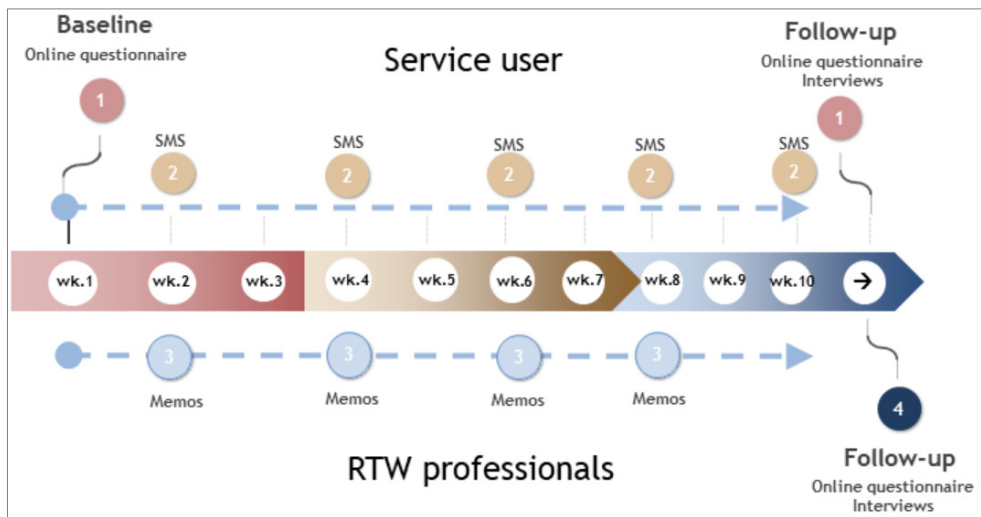 Baseline
Online questionnaire
1
Service user
Follow-up
Online questionnaire
Interviews
1
SMS
SMS
SMS
SMS
SMS
2
2
2
2
2
wk.1
wk.2
wk.3
wk.4
wk.5
wk.6
wk.7
wk.8
wk.9
wk.10
→
3
3
3
3
Memos
Memos
Memos
Memos
4
RTW professionals
Follow-up
Online questionnaire
Interviews